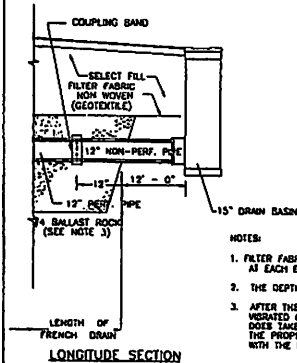 COUPLING BAND
SELECT FILL
FILTER FABRIC
NON WOVEN
(GEOTEXTILE)
12" NON-PERF. PIPE
12"
12' - 0"
12" PERF. PIPE
#4 BALLAST ROCK
(SEE NOTE 3)
15" DRAIN BASIN
LENGTH OF
FRENCH DRAIN
LONGITUDE SECTION
NOTES:
1. FILTER FABR
AT EACH E
2. THE DEPTH
3. AFTER THE
VIBRATED
DOES TAKE
THE PROP
WITH THE